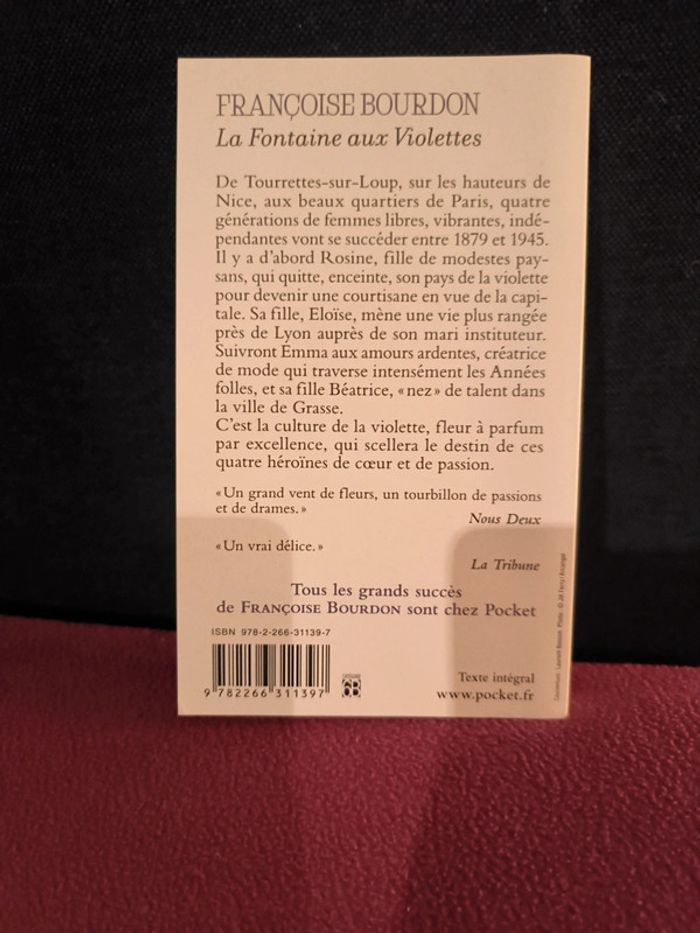 FRANÇOISE BOURDON
La Fontaine aux Violettes
De Tourrettes-sur-Loup, sur les hauteurs de
Nice, aux beaux quartiers de Paris, quatre
générations de femmes libres, vibrantes, indé-
pendantes vont se succéder entre 1879 et 1945.
Il y a d'abord Rosine, fille de modestes pay-
sans, qui quitte, enceinte, son pays de la violette
pour devenir une courtisane en vue de la capi-
tale. Sa fille, Eloïse, mène une vie plus rangée
près de Lyon auprès de son mari instituteur.
Suivront Emma aux amours ardentes, créatrice
de mode qui traverse intensément les Années
folles, et sa fille Béatrice, « nez » de talent dans
la ville de Grasse.
C'est la culture de la violette, fleur à parfum
par excellence, qui scellera le destin de ces
quatre héroïnes de cœur et de passion.
« Un grand vent de fleurs, un tourbillon de passions
et de drames. »
Nous Deux
« Un vrai délice. »
La Tribune
Tous les grands succès
de FRANÇOISE BOURDON sont chez Pocket
ISBN 978-2-266-31139-7
9 782266 311397
Texte intégral
www.pocket.fr
Couverture : Laurent Besson. Photo : ©